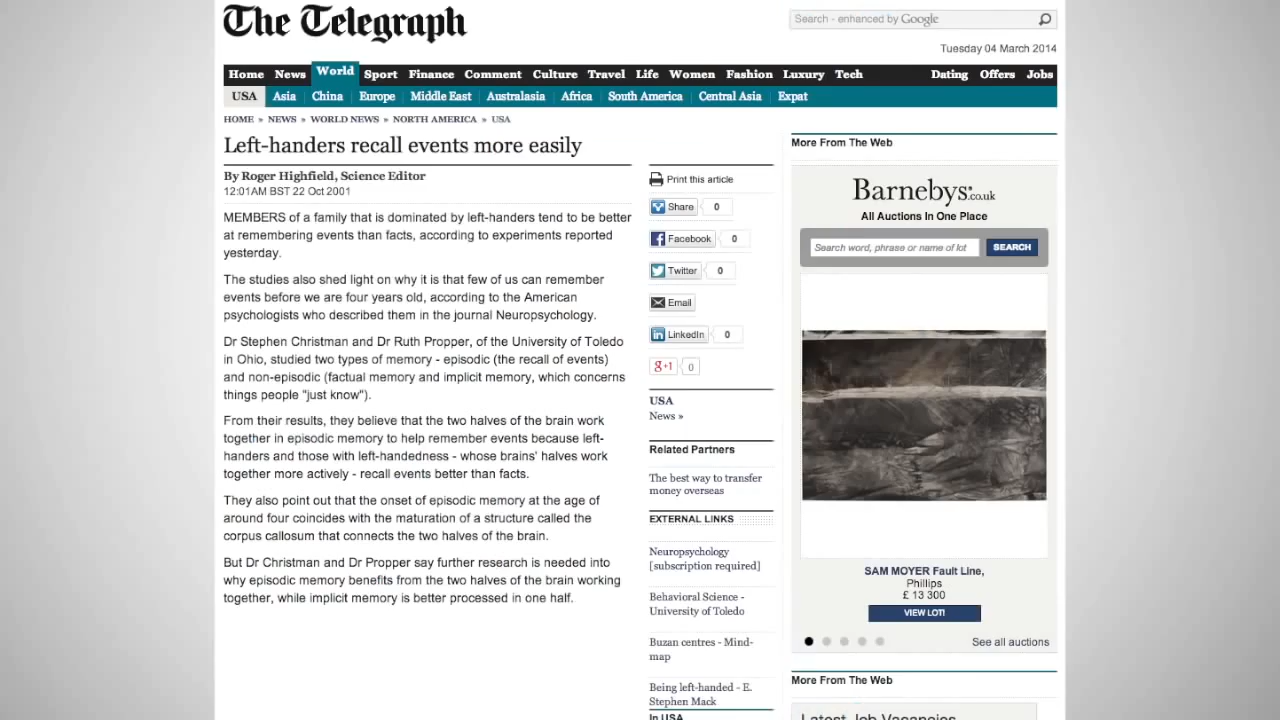 The Telegraph
Search - enhanced by Google
Tuesday 04 March 2014
Home News World Sport Finance Comment Culture Travel Life Women Fashion Luxury Tech Dating Offers Jobs
USA Asia China Europe Middle East Australasia Africa South America Central Asia Expat
HOME » NEWS » WORLD NEWS » NORTH AMERICA » USA
Left-handers recall events more easily
By Roger Highfield, Science Editor
12:01AM BST 22 Oct 2001
MEMBERS of a family that is dominated by left-handers tend to be better
at remembering events than facts, according to experiments reported
yesterday.
The studies also shed light on why it is that few of us can remember
events before we are four years old, according to the American
psychologists who described them in the journal Neuropsychology.
Dr Stephen Christman and Dr Ruth Propper, of the University of Toledo
in Ohio, studied two types of memory - episodic (the recall of events)
and non-episodic (factual memory and implicit memory, which concerns
things people "just know").
From their results, they believe that the two halves of the brain work
together in episodic memory to help remember events because left-
handers and those with left-handedness - whose brains' halves work
together more actively - recall events better than facts.
They also point out that the onset of episodic memory at the age of
around four coincides with the maturation of a structure called the
corpus callosum that connects the two halves of the brain.
But Dr Christman and Dr Propper say further research is needed into
why episodic memory benefits from the two halves of the brain working
together, while implicit memory is better processed in one half.
Print this article
Share 0
Facebook 0
Twitter 0
Email
LinkedIn 0
g+1 0
USA
News »
Related Partners
The best way to transfer
money overseas
EXTERNAL LINKS
Neuropsychology
[subscription required]
Behavioral Science -
University of Toledo
Buzan centres - Mind-
map
Being left-handed - E.
Stephen Mack
In USA
More From The Web
Barnebys.co.uk
All Auctions In One Place
Search word, phrase or name of lot
SEARCH
SAM MOYER Fault Line,
Phillips
£ 13 300
VIEW LOT!
See all auctions
More From The Web
Latest Job Vacancies